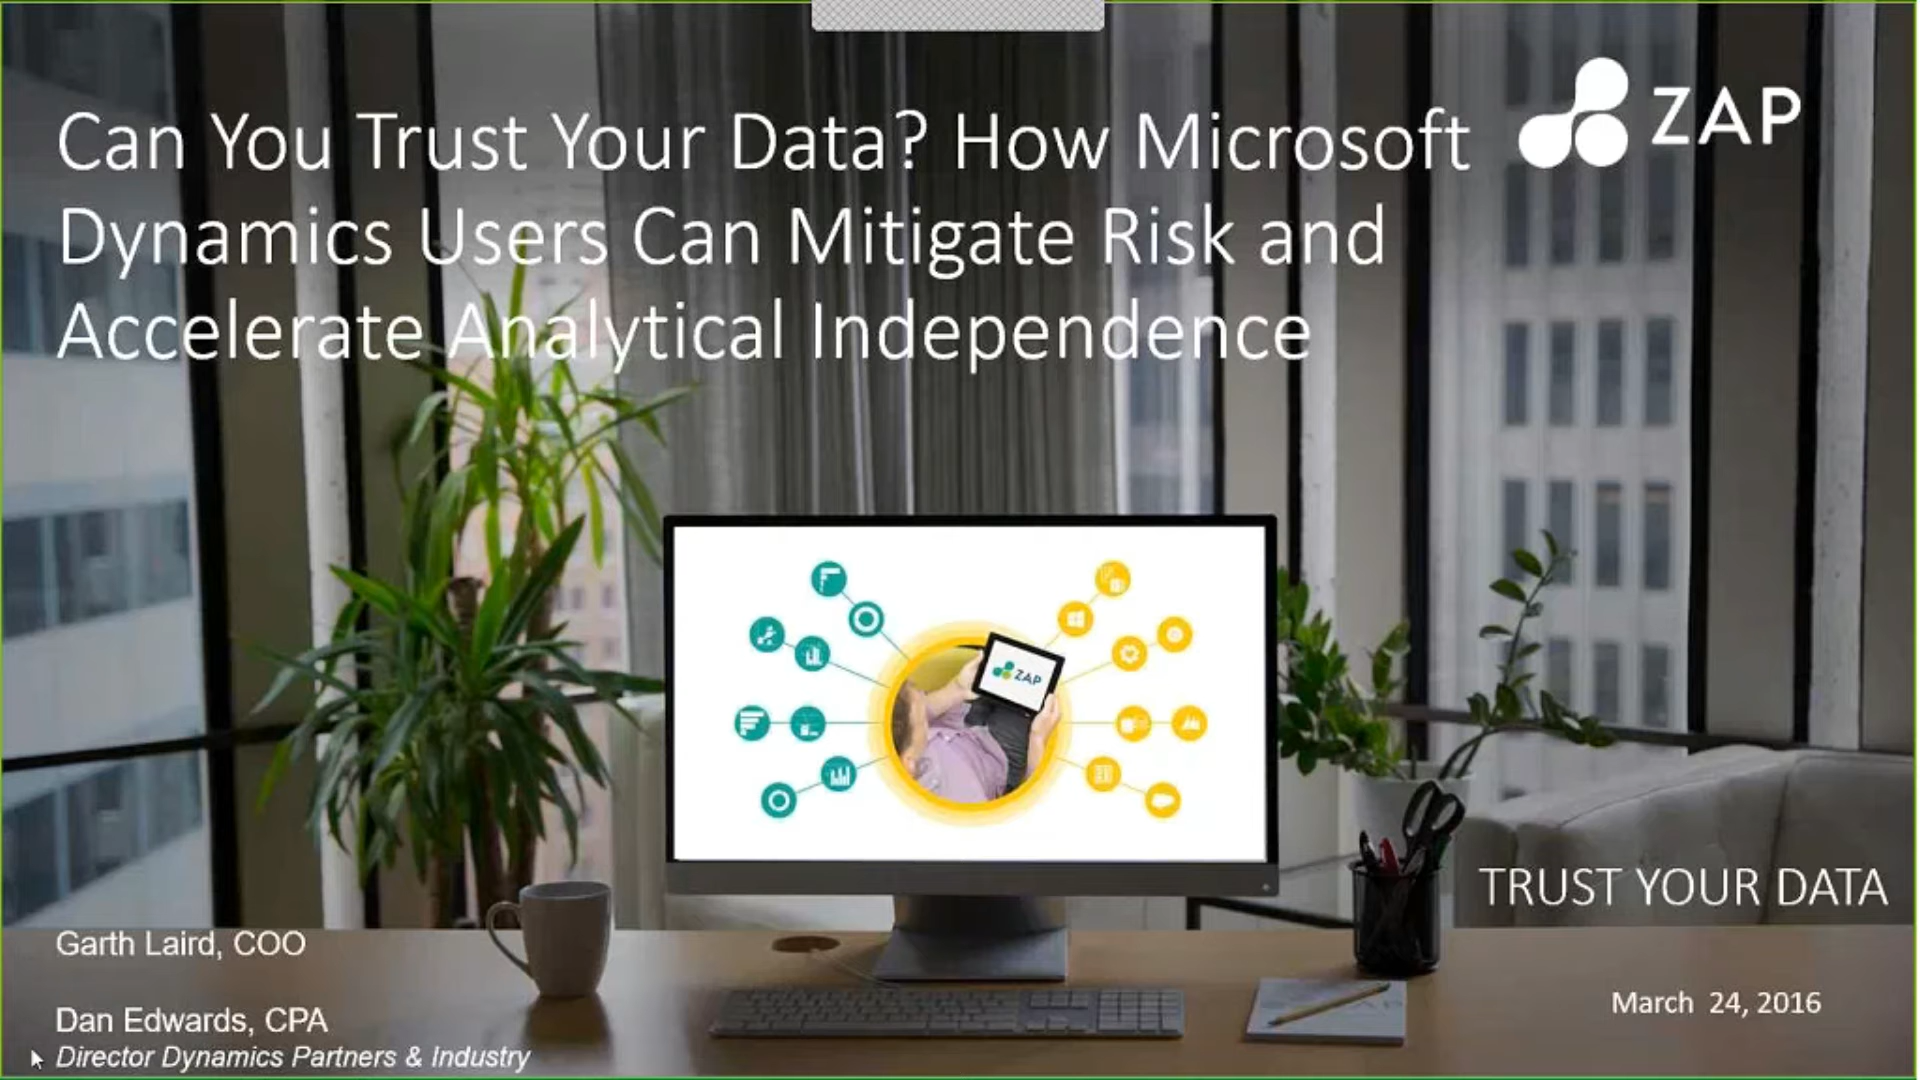 Can You Trust Your Data? How Microsoft
Dynamics Users Can Mitigate Risk and
Accelerate Analytical Independence
ZAP
ZAP
TRUST YOUR DATA
Garth Laird, COO
Dan Edwards, CPA
Director Dynamics Partners & Industry
March 24, 2016